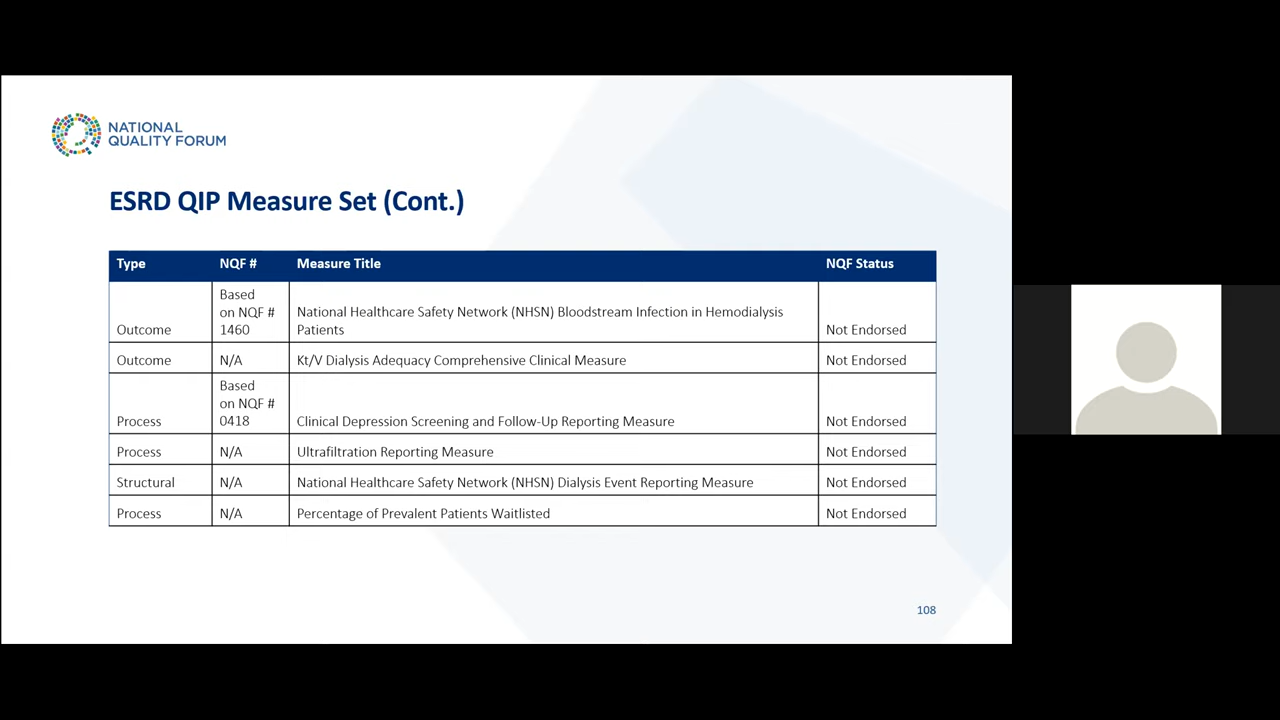 NATIONAL
QUALITY FORUM
ESRD QIP Measure Set (Cont.)
Type NQF # Measure Title NQF Status
Outcome Based on NQF # 1460 National Healthcare Safety Network (NHSN) Bloodstream Infection in Hemodialysis Patients Not Endorsed
Outcome N/A Kt/V Dialysis Adequacy Comprehensive Clinical Measure Not Endorsed
Process Based on NQF # 0418 Clinical Depression Screening and Follow-Up Reporting Measure Not Endorsed
Process N/A Ultrafiltration Reporting Measure Not Endorsed
Structural N/A National Healthcare Safety Network (NHSN) Dialysis Event Reporting Measure Not Endorsed
Process N/A Percentage of Prevalent Patients Waitlisted Not Endorsed
108